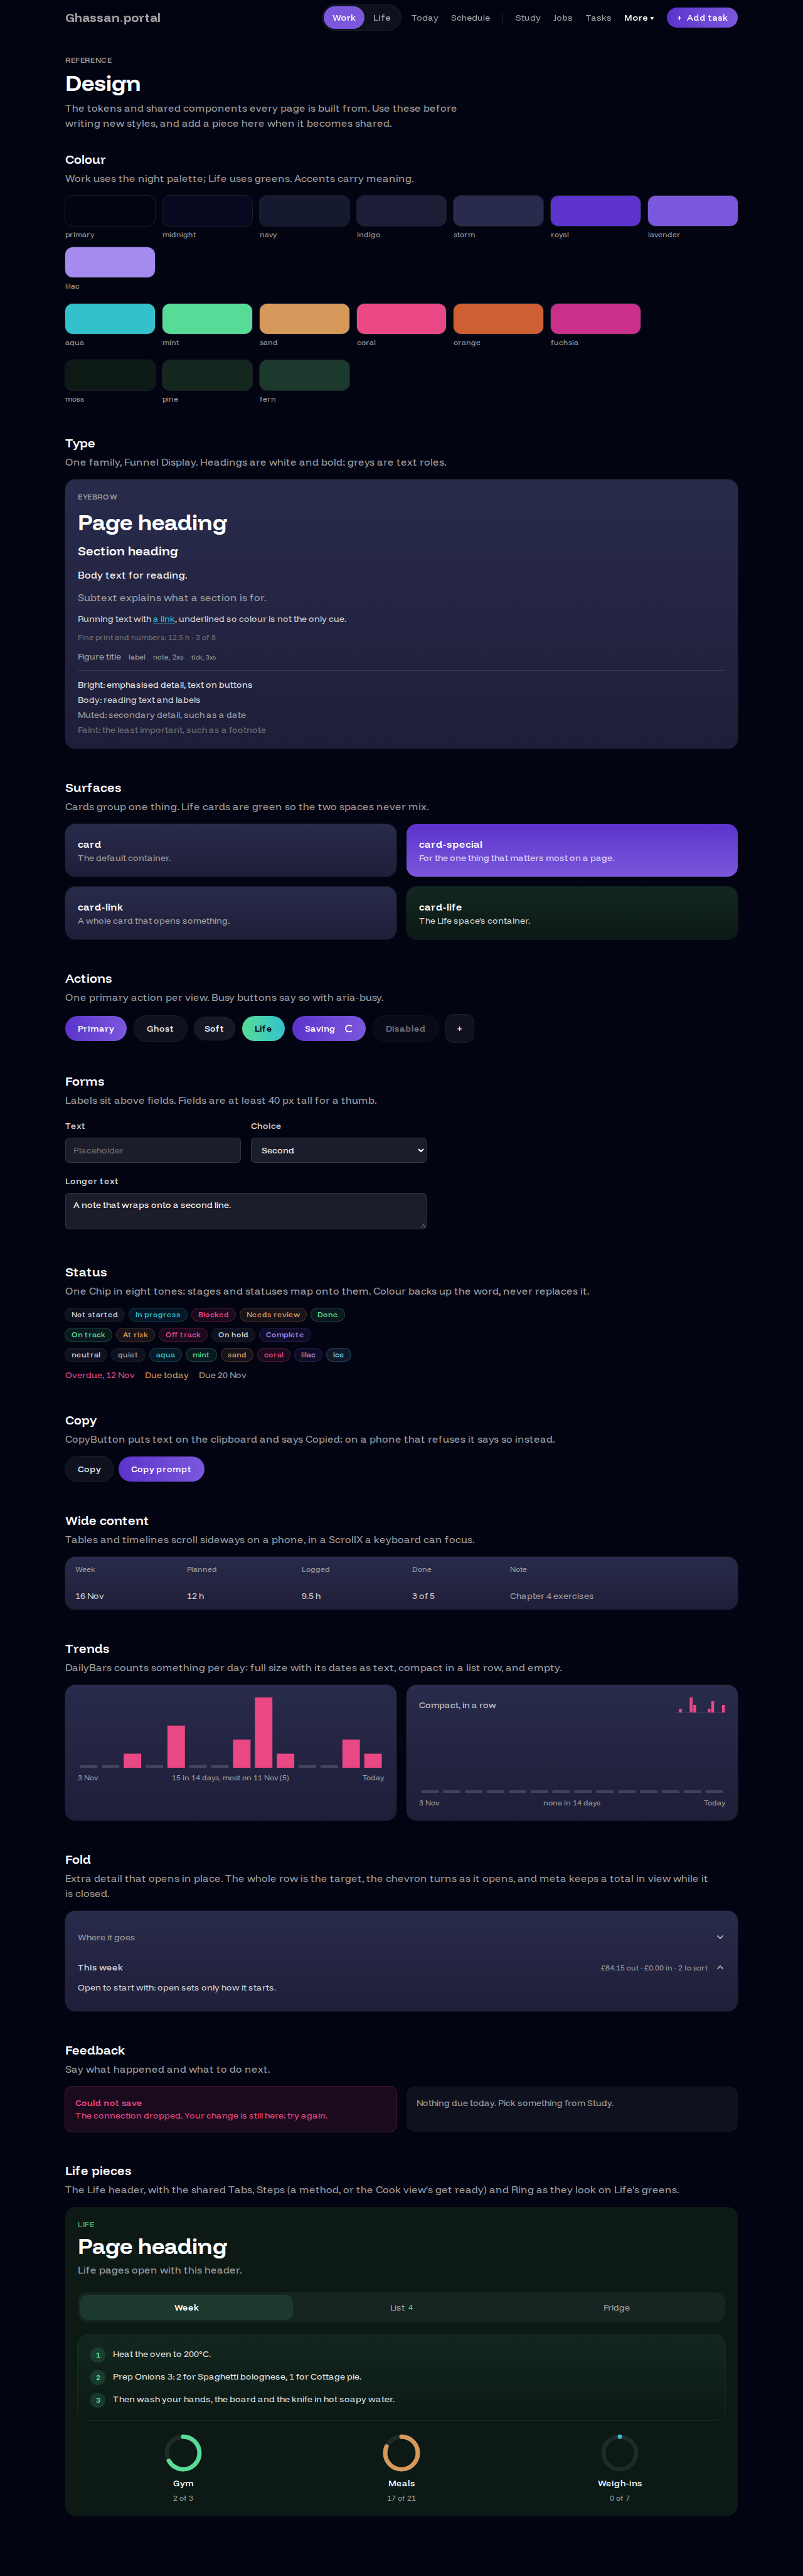 Ghassan.portal
Work Life Today Schedule Study Jobs Tasks More ▾ + Add task
REFERENCE
Design
The tokens and shared components every page is built from. Use these before
writing new styles, and add a piece here when it becomes shared.
Colour
Work uses the night palette; Life uses greens. Accents carry meaning.
primary midnight navy indigo storm royal lavender
lilac
aqua mint sand coral orange fuchsia
moss pine fern
Type
One family, Funnel Display. Headings are white and bold; greys are text roles.
EYEBROW
Page heading
Section heading
Body text for reading.
Subtext explains what a section is for.
Running text with a link, underlined so colour is not the only cue.
Fine print and numbers: 12.5 h · 3 of 8
Figure title label note, 2xs tick, 3xs
Bright: emphasised detail, text on buttons
Body: reading text and labels
Muted: secondary detail, such as a date
Faint: the least important, such as a footnote
Surfaces
Cards group one thing. Life cards are green so the two spaces never mix.
card
The default container.
card-special
For the one thing that matters most on a page.
card-link
A whole card that opens something.
card-life
The Life space's container.
Actions
One primary action per view. Busy buttons say so with aria-busy.
Primary Ghost Soft Life Saving Disabled +
Forms
Labels sit above fields. Fields are at least 40 px tall for a thumb.
Text Choice
Placeholder Second
Longer text
A note that wraps onto a second line.
Status
One Chip in eight tones; stages and statuses map onto them. Colour backs up the word, never replaces it.
Not started In progress Blocked Needs review Done
On track At risk Off track On hold Complete
neutral quiet aqua mint sand coral lilac ice
Overdue, 12 Nov Due today Due 20 Nov
Copy
CopyButton puts text on the clipboard and says Copied; on a phone that refuses it says so instead.
Copy Copy prompt
Wide content
Tables and timelines scroll sideways on a phone, in a ScrollX a keyboard can focus.
Week Planned Logged Done Note
16 Nov 12 h 9.5 h 3 of 5 Chapter 4 exercises
Trends
DailyBars counts something per day: full size with its dates as text, compact in a list row, and empty.
3 Nov 15 in 14 days, most on 11 Nov (5) Today
Compact, in a row
3 Nov none in 14 days Today
Fold
Extra detail that opens in place. The whole row is the target, the chevron turns as it opens, and meta keeps a total in view while it
is closed.
Where it goes
This week £84.15 out · £0.00 in · 2 to sort
Open to start with: open sets only how it starts.
Feedback
Say what happened and what to do next.
Could not save
The connection dropped. Your change is still here; try again.
Nothing due today. Pick something from Study.
Life pieces
The Life header, with the shared Tabs, Steps (a method, or the Cook view's get ready) and Ring as they look on Life's greens.
LIFE
Page heading
Life pages open with this header.
Week List 4 Fridge
1 Heat the oven to 200°C.
2 Prep Onions 3: 2 for Spaghetti bolognese, 1 for Cottage pie.
3 Then wash your hands, the board and the knife in hot soapy water.
Gym Meals Weigh-ins
2 of 3 17 of 21 0 of 7